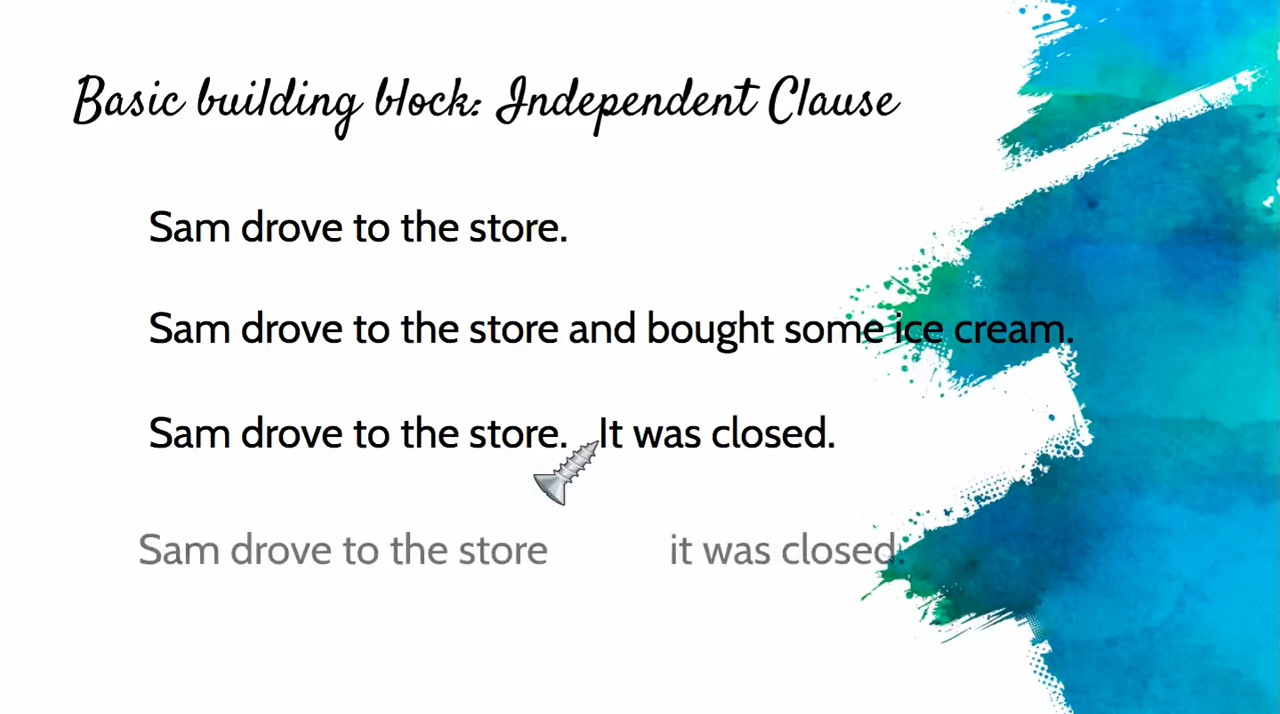 Basic building block: Independent Clause
Sam drove to the store.
Sam drove to the store and bought some ice cream.
Sam drove to the store. It was closed.
Sam drove to the store it was closed.